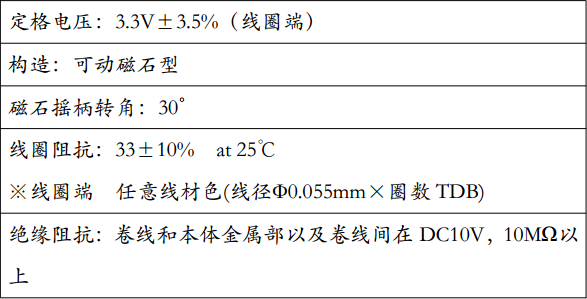 定格电压：3.3V±3.5%（线圈端）
构造：可动磁石型
磁石摇柄转角：30°
线圈阻抗：33±10%　at 25℃
※线圈端　任意线材色(线径Φ0.055mm×圈数 TDB)
绝缘阻抗：卷线和本体金属部以及卷线间在 DC10V，10MΩ以
上